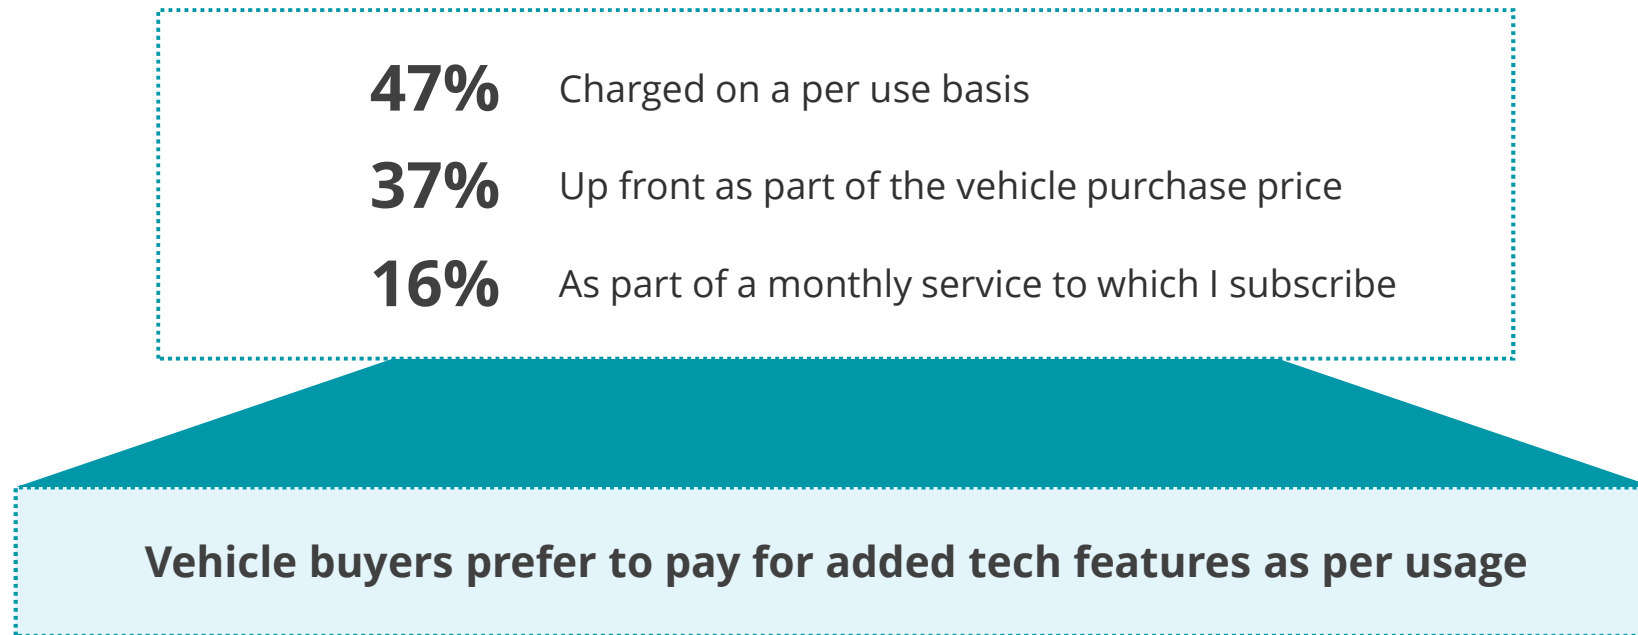 47% Charged on a per use basis
37% Up front as part of the vehicle purchase price
16% As part of a monthly service to which I subscribe
Vehicle buyers prefer to pay for added tech features as per usage